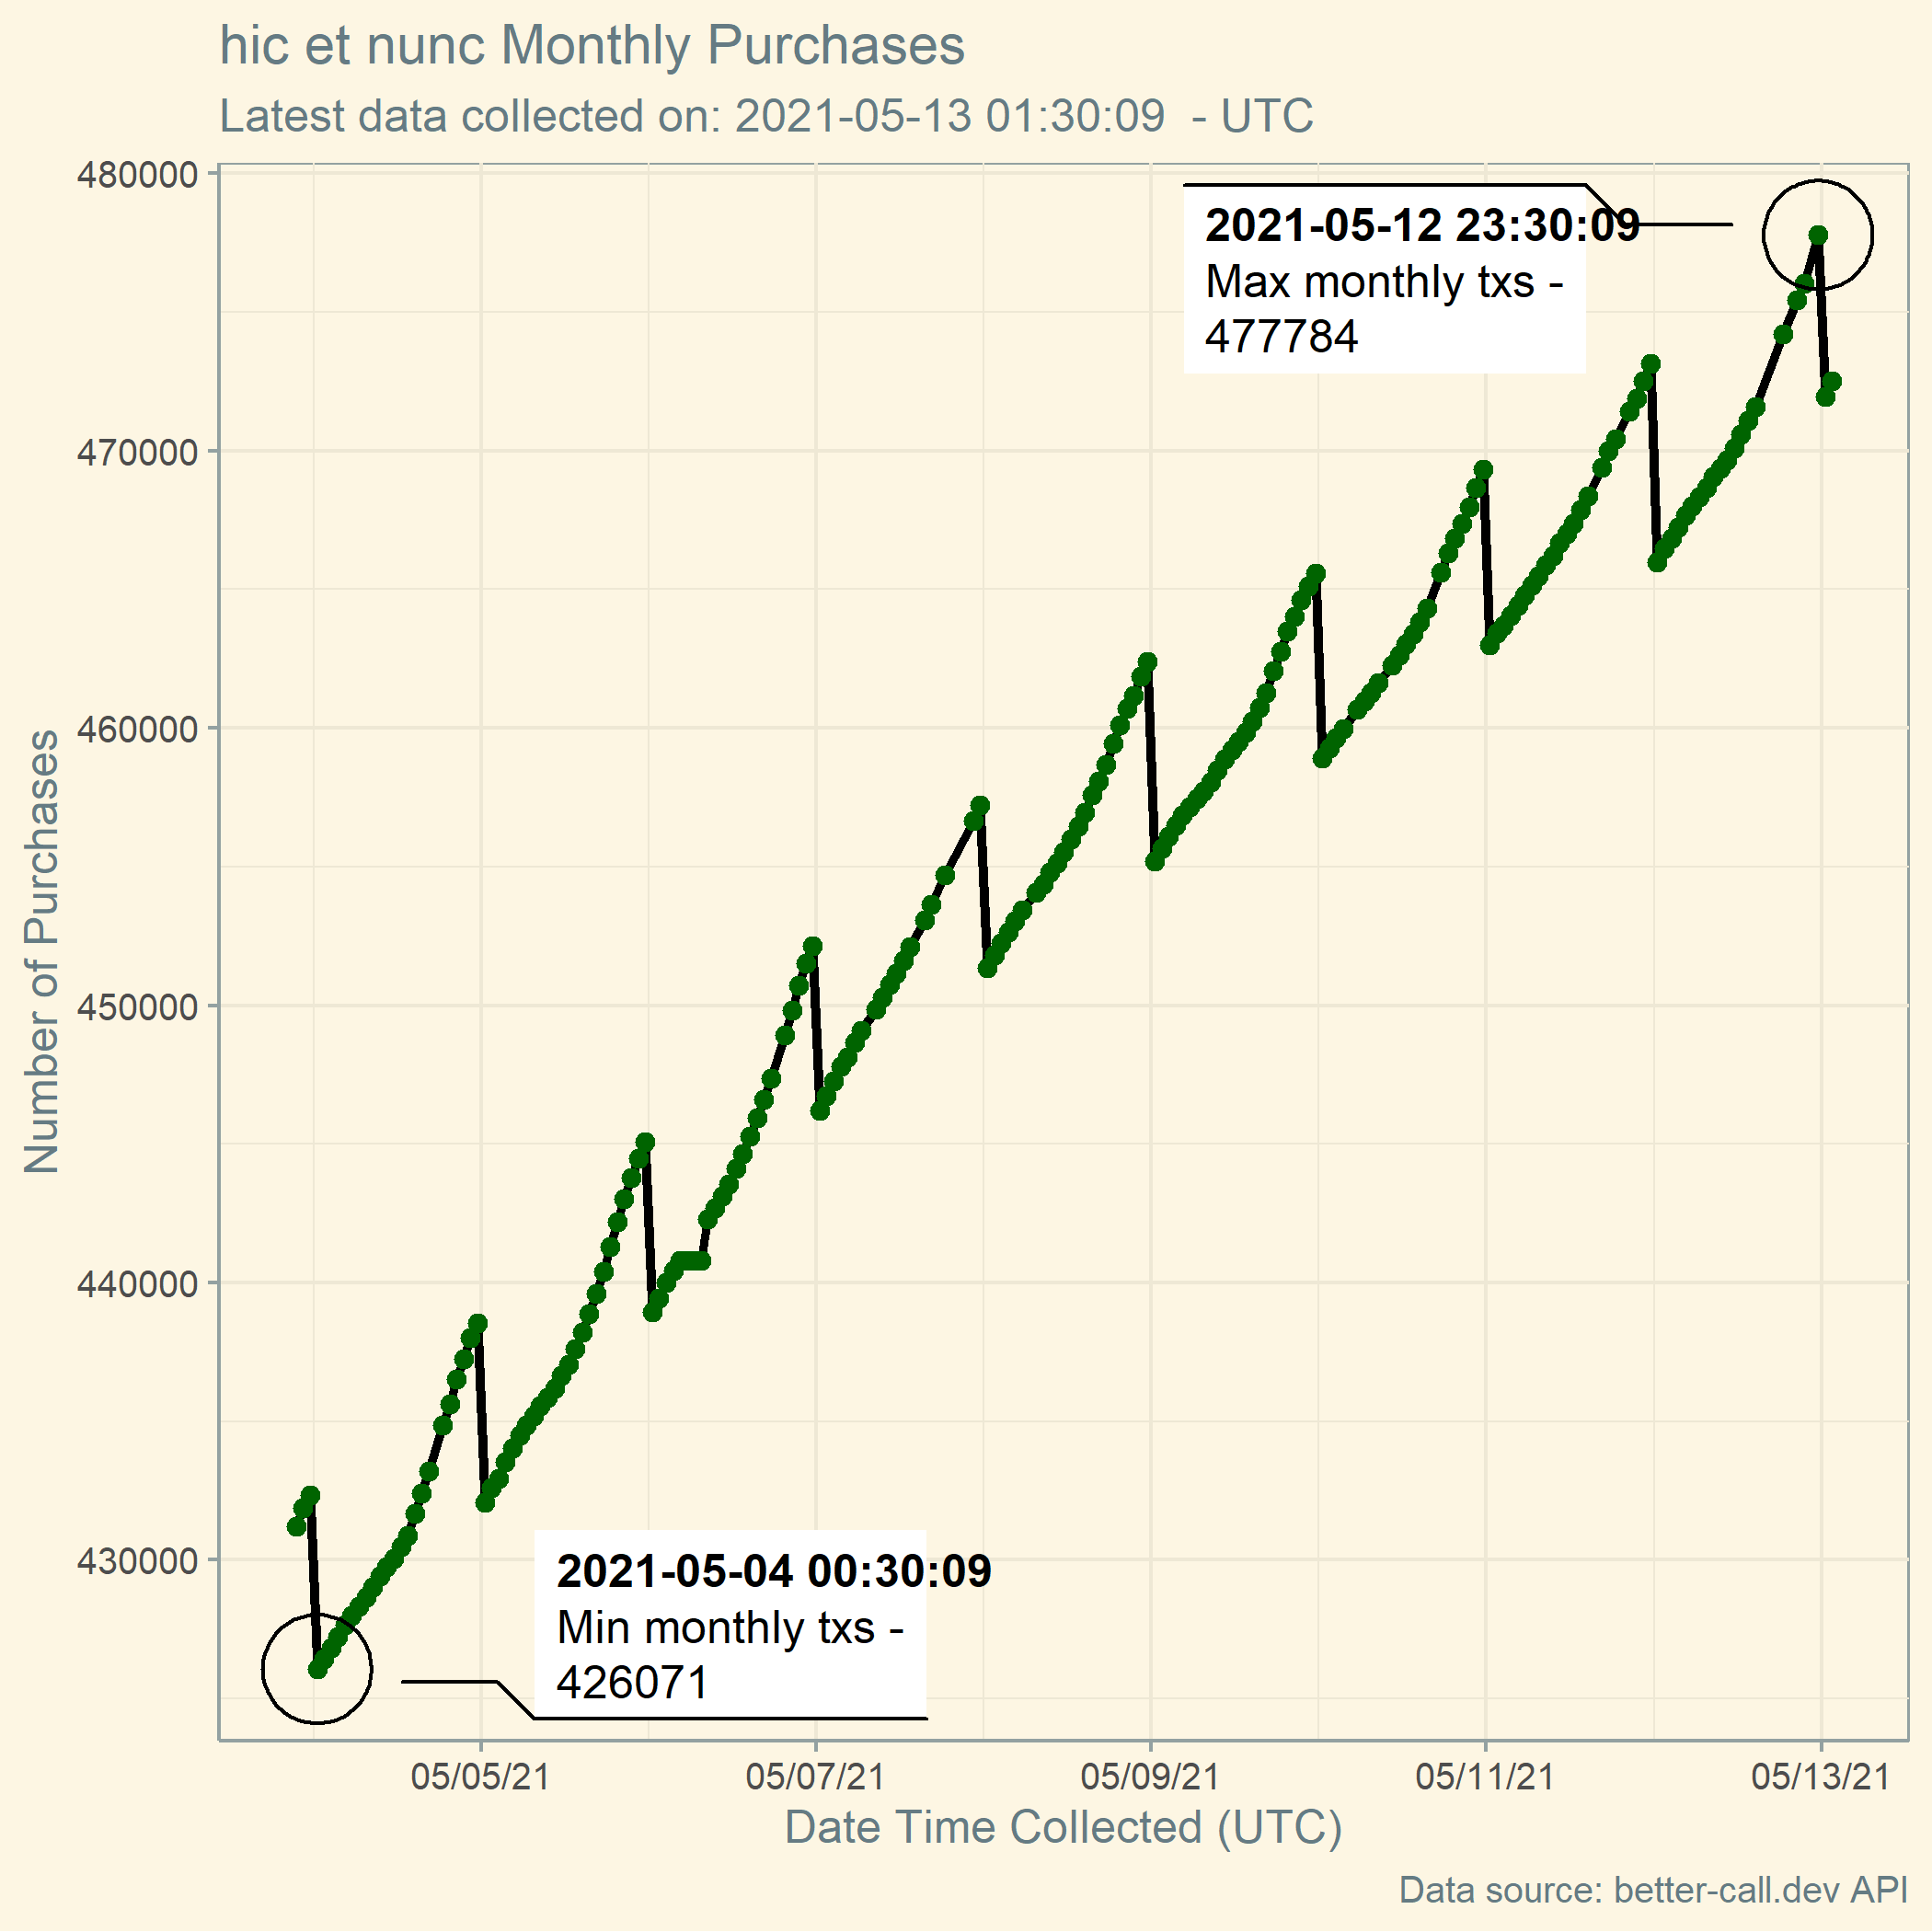 hic et nunc Monthly Purchases
Latest data collected on: 2021-05-13 01:30:09  - UTC
480000
470000
460000
450000
440000
430000
Number of Purchases
2021-05-12 23:30:09
Max monthly txs -
477784
2021-05-04 00:30:09
Min monthly txs -
426071
05/05/21
05/07/21
05/09/21
05/11/21
05/13/21
Date Time Collected (UTC)
Data source: better-call.dev API